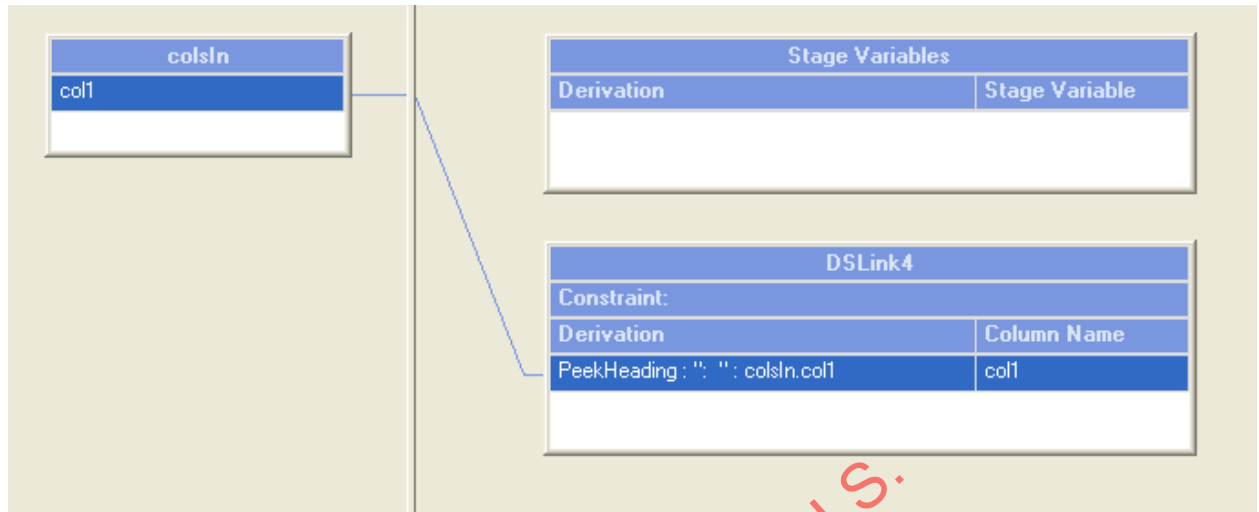 colsIn
col1
Stage Variables
Derivation Stage Variable
DSLink4
Constraint:
Derivation Column Name
PeekHeading : ":  " : colsIn.col1 col1
S.